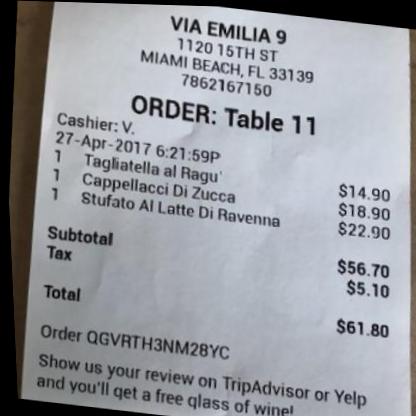 VIA EMILIA 9
1120 15TH ST
MIAMI BEACH, FL 33139
7862167150
ORDER: Table 11
Cashier: V.
27-Apr-2017 6:21:59P
1 Tagliatella al Ragu' $14.90
1 Cappellacci Di Zucca $18.90
1 Stufato Al Latte Di Ravenna $22.90
Subtotal $56.70
Tax $5.10
Total $61.80
Order QGVRTH3NM28YC
Show us your review on TripAdvisor or Yelp
and you'll get a free glass of wine!